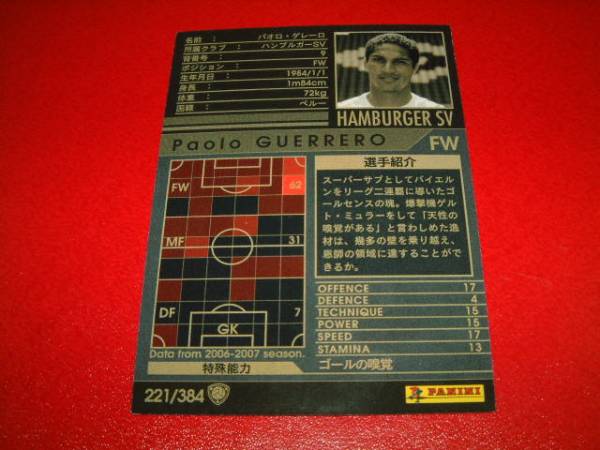 名前 : パオロ・ゲレーロ
所属クラブ : ハンブルガーSV
背番号 : 9
ポジション : FW
生年月日 : 1984/1/1
身長 : 1m84cm
体重 : 72kg
国籍 : ペルー
HAMBURGER SV
Paolo GUERRERO FW
FW 62
MF 31
DF 7
GK
Data from 2006-2007 season.
特殊能力
選手紹介
スーパーサブとしてバイエル
ンをリーグ二連覇に導いたゴ
ールセンスの塊。爆撃機ゲル
ト・ミュラーをして「天性の
嗅覚がある」と言わしめた逸
材は、幾多の壁を乗り越え、
恩師の領域に達することがで
きるか。
OFFENCE 17
DEFENCE 4
TECHNIQUE 15
POWER 15
SPEED 17
STAMINA 13
ゴールの嗅覚
221/384
PANINI